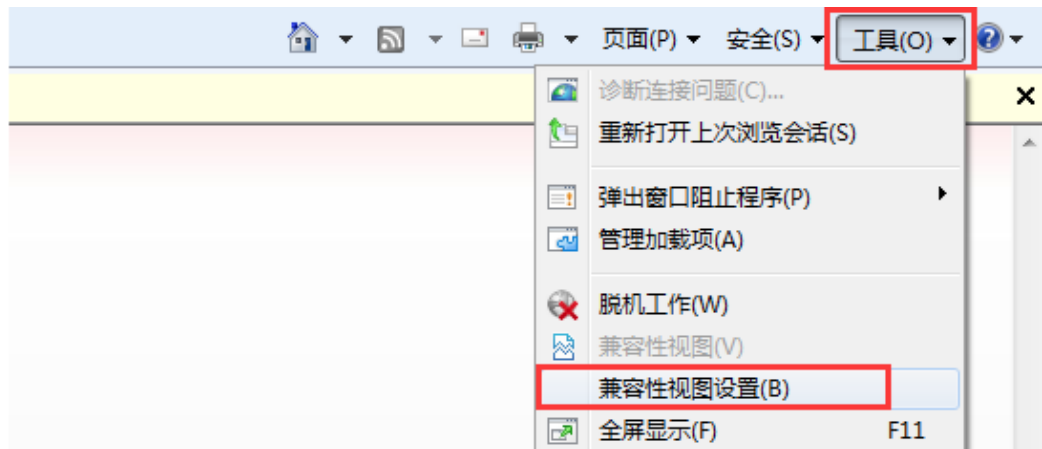 页面(P) 安全(S) 工具(O)
诊断连接问题(C)...
重新打开上次浏览会话(S)
弹出窗口阻止程序(P)
管理加载项(A)
脱机工作(W)
兼容性视图(V)
兼容性视图设置(B)
全屏显示(F) F11